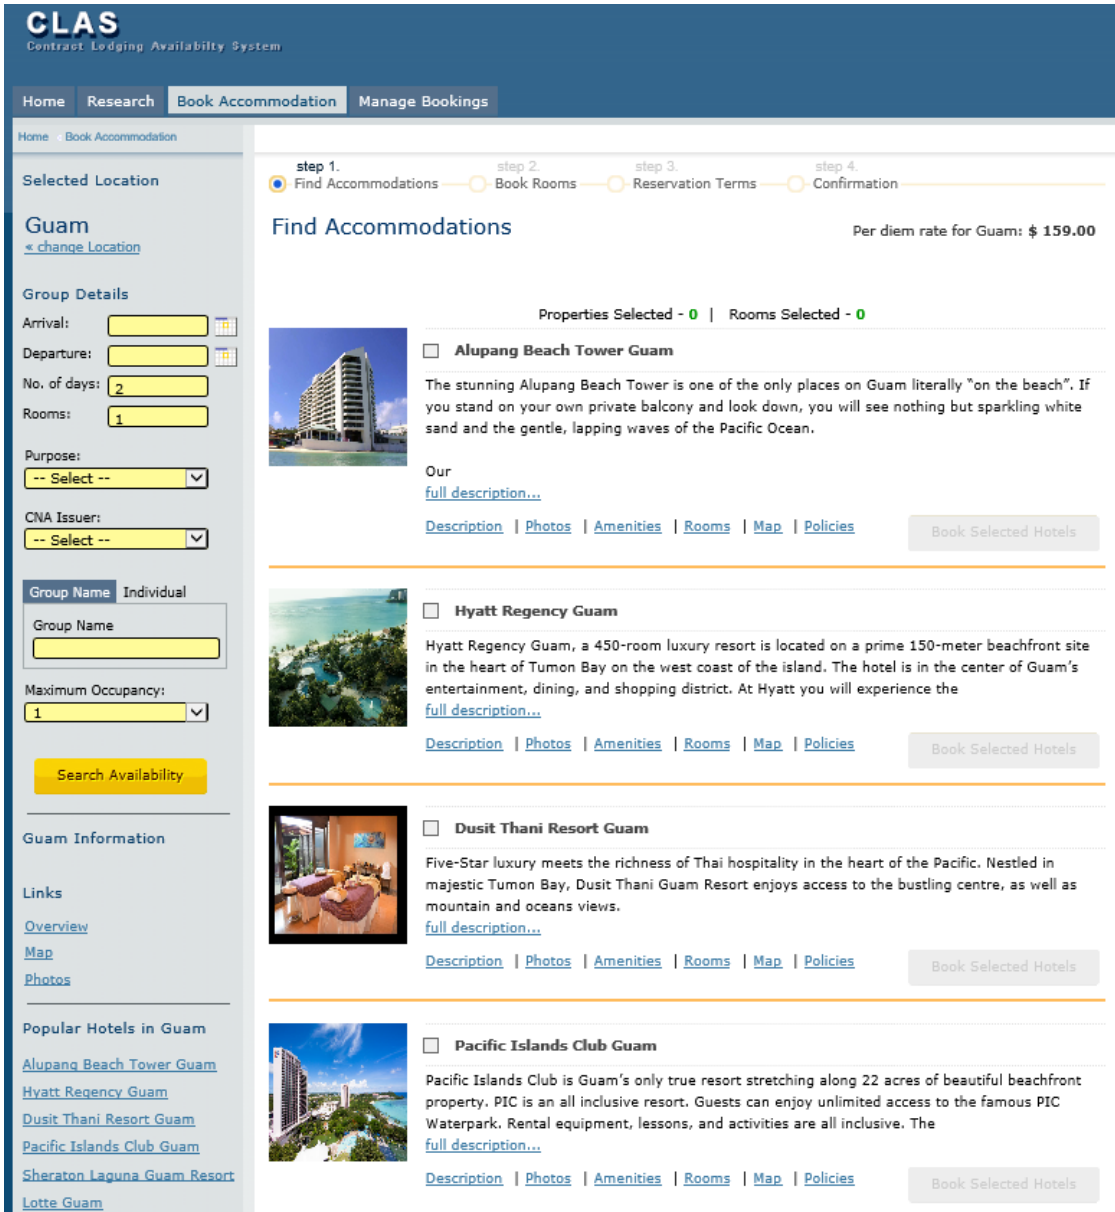 CLAS
Contract Lodging Availabilty System
Home
Research
Book Accommodation
Manage Bookings
Home
Book Accommodation
Selected Location
Guam
« change Location
Group Details
Arrival:
Departure:
No. of days: 2
Rooms: 1
Purpose:
-- Select --
CNA Issuer:
-- Select --
Group Name Individual
Group Name
Maximum Occupancy:
1
Search Availability
Guam Information
Links
Overview
Map
Photos
Popular Hotels in Guam
Alupang Beach Tower Guam
Hyatt Regency Guam
Dusit Thani Resort Guam
Pacific Islands Club Guam
Sheraton Laguna Guam Resort
Lotte Guam
step 1.
Find Accommodations
step 2.
Book Rooms
step 3.
Reservation Terms
step 4.
Confirmation
Find Accommodations
Per diem rate for Guam: $ 159.00
Properties Selected - 0 | Rooms Selected - 0
Alupang Beach Tower Guam
The stunning Alupang Beach Tower is one of the only places on Guam literally “on the beach”. If
you stand on your own private balcony and look down, you will see nothing but sparkling white
sand and the gentle, lapping waves of the Pacific Ocean.
Our
full description...
Description | Photos | Amenities | Rooms | Map | Policies
Book Selected Hotels
Hyatt Regency Guam
Hyatt Regency Guam, a 450-room luxury resort is located on a prime 150-meter beachfront site
in the heart of Tumon Bay on the west coast of the island. The hotel is in the center of Guam’s
entertainment, dining, and shopping district. At Hyatt you will experience the
full description...
Description | Photos | Amenities | Rooms | Map | Policies
Book Selected Hotels
Dusit Thani Resort Guam
Five-Star luxury meets the richness of Thai hospitality in the heart of the Pacific. Nestled in
majestic Tumon Bay, Dusit Thani Guam Resort enjoys access to the bustling centre, as well as
mountain and oceans views.
full description...
Description | Photos | Amenities | Rooms | Map | Policies
Book Selected Hotels
Pacific Islands Club Guam
Pacific Islands Club is Guam’s only true resort stretching along 22 acres of beautiful beachfront
property. PIC is an all inclusive resort. Guests can enjoy unlimited access to the famous PIC
Waterpark. Rental equipment, lessons, and activities are all inclusive. The
full description...
Description | Photos | Amenities | Rooms | Map | Policies
Book Selected Hotels